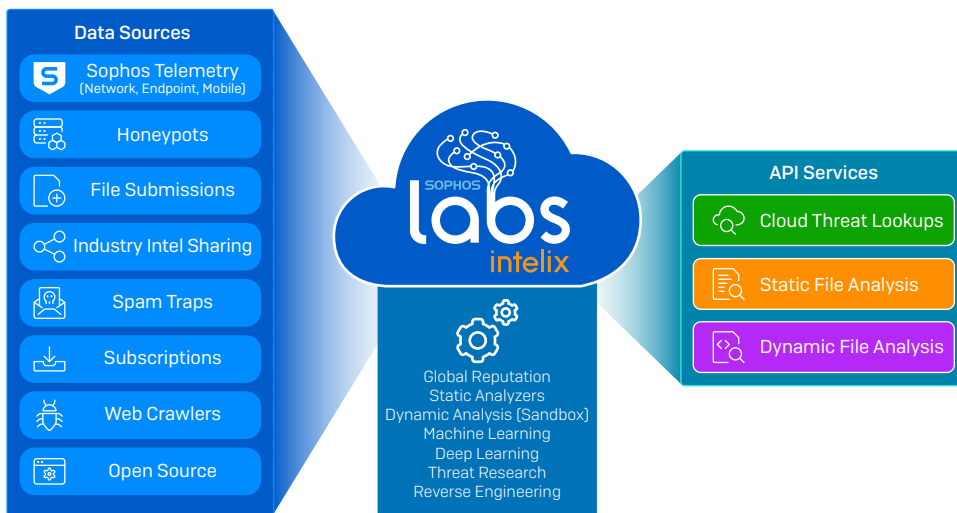 Data Sources
Sophos Telemetry
(Network, Endpoint, Mobile)
Honeypots
File Submissions
Industry Intel Sharing
Spam Traps
Subscriptions
Web Crawlers
Open Source
SOPHOS
labs
intelix
Global Reputation
Static Analyzers
Dynamic Analysis (Sandbox)
Machine Learning
Deep Learning
Threat Research
Reverse Engineering
API Services
Cloud Threat Lookups
Static File Analysis
Dynamic File Analysis